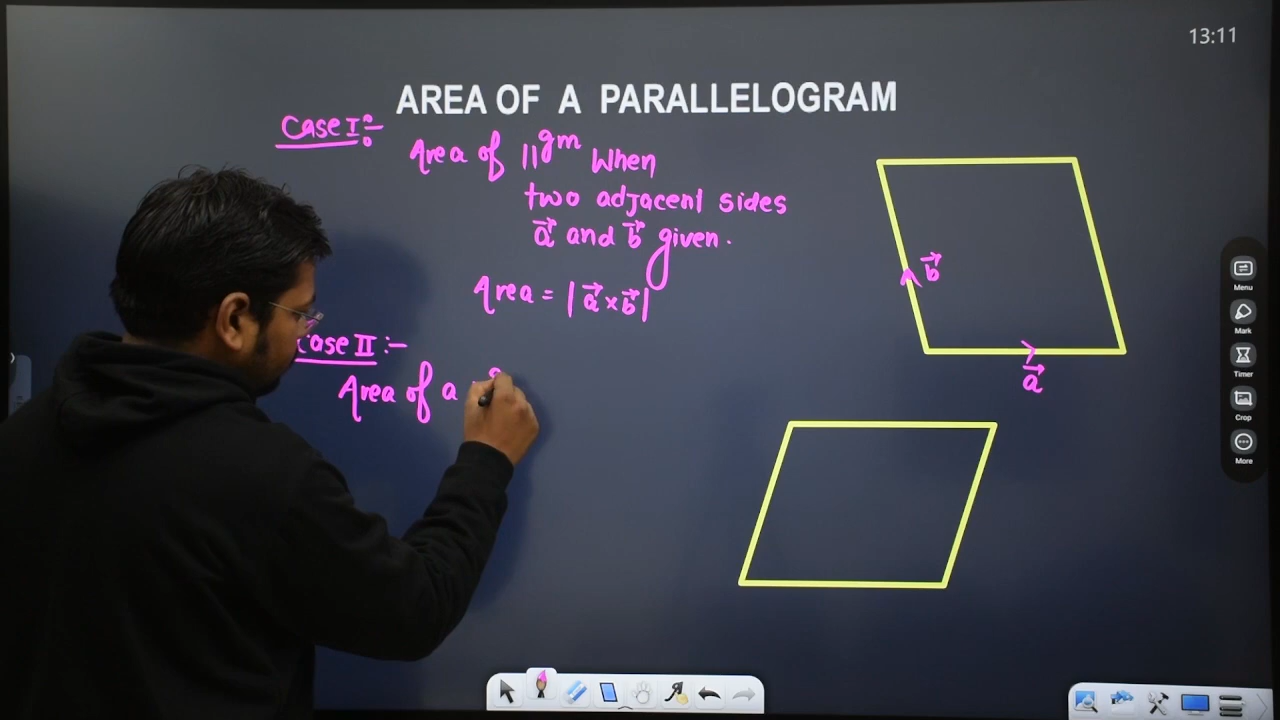 13:11
AREA OF A PARALLELOGRAM
Case I :-
Area of ||gm When
two adjacent sides
a⃗ and b⃗ given.
Area = | a⃗ × b⃗ |
Case II :-
Area of a
b⃗
a⃗
Menu
Mark
Timer
Crop
More